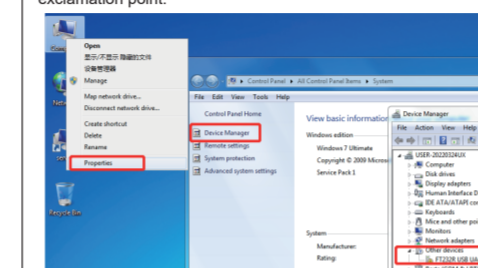 exclamation point.
Open
显示/不显示 隐藏的文件
设备管理器
Manage
Map network drive...
Disconnect network drive...
Create shortcut
Delete
Rename
Properties
Recycle Bin
Control Panel ▸ All Control Panel Items ▸ System
File Edit View Tools Help
Control Panel Home
Device Manager
Remote settings
System protection
Advanced system settings
View basic information
Windows edition
Windows 7 Ultimate
Copyright © 2009 Microso
Service Pack 1
System
Manufacturer:
Rating:
Device Manager
File Action View Help
USER-20220324UX
Computer
Disk drives
Display adapters
Human Interface D
IDE ATA/ATAPI con
Keyboards
Mice and other poi
Monitors
Network adapters
Other devices
FT232R USB UA